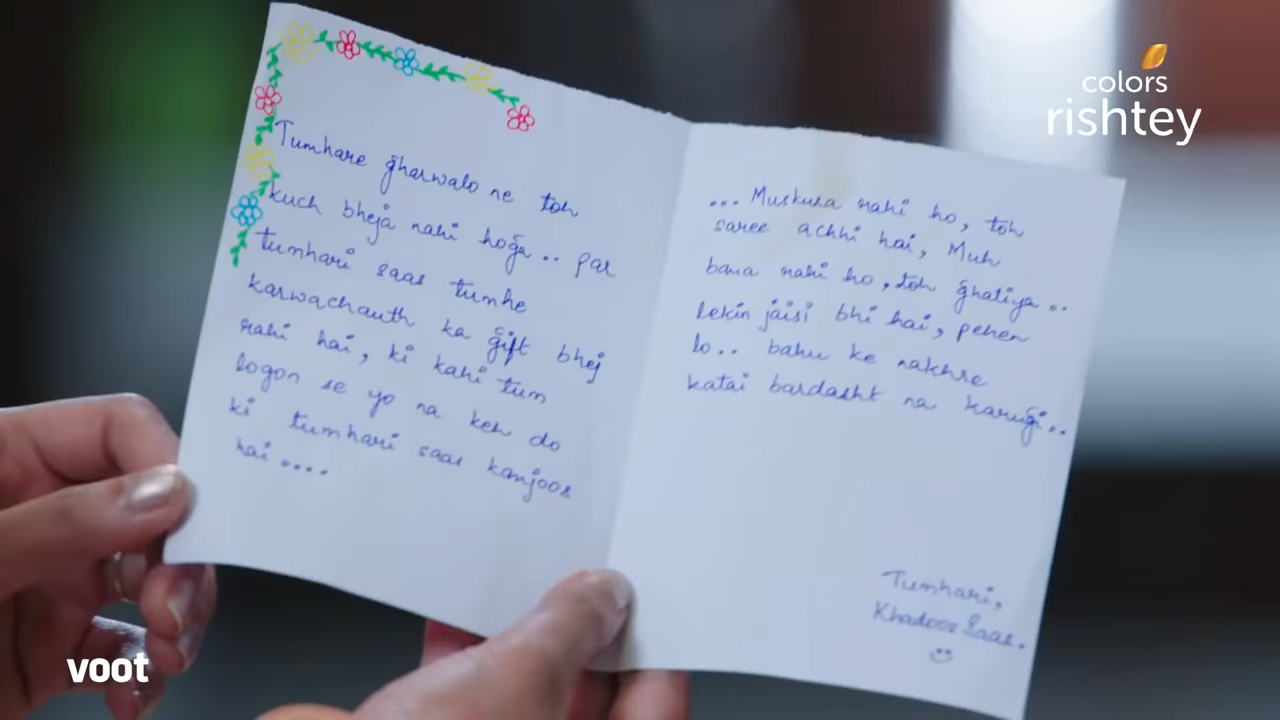 colors
rishtey
Tumhare gharwalo ne toh
kuch bheja nahi hoga.. par
tumhari saas tumhe
karwachauth ka gift bhej
rahi hai, ki kahi tum
logon se yo na keh do
ki tumhari saas kanjoos
hai ....
... Muskura rahi ho, toh
saree achhi hai, Muh
bana rahi ho, toh ghatiya ..
lekin jaisi bhi hai, pehen
lo.. bahu ke nakhre
katai bardasht na karugi..
Tumhari,
Khadoos Saas.
voot